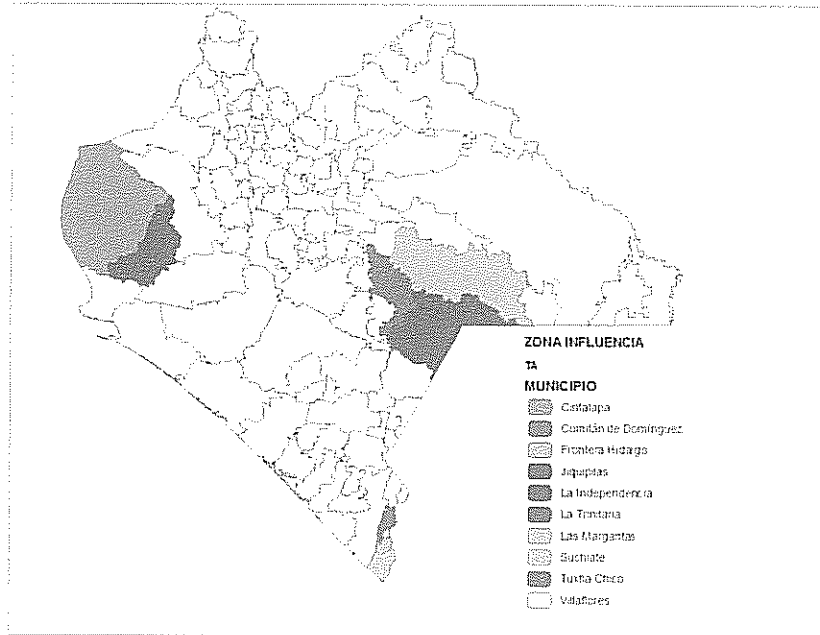 ZONA INFLUENCIA
TA
MUNICIPIO
Cintalapa
Comitán de Domínguez
Frontera Hidalgo
Jiquipilas
La Independencia
La Trinitaria
Las Margaritas
Suchiate
Tuxtla Chico
Villaflores